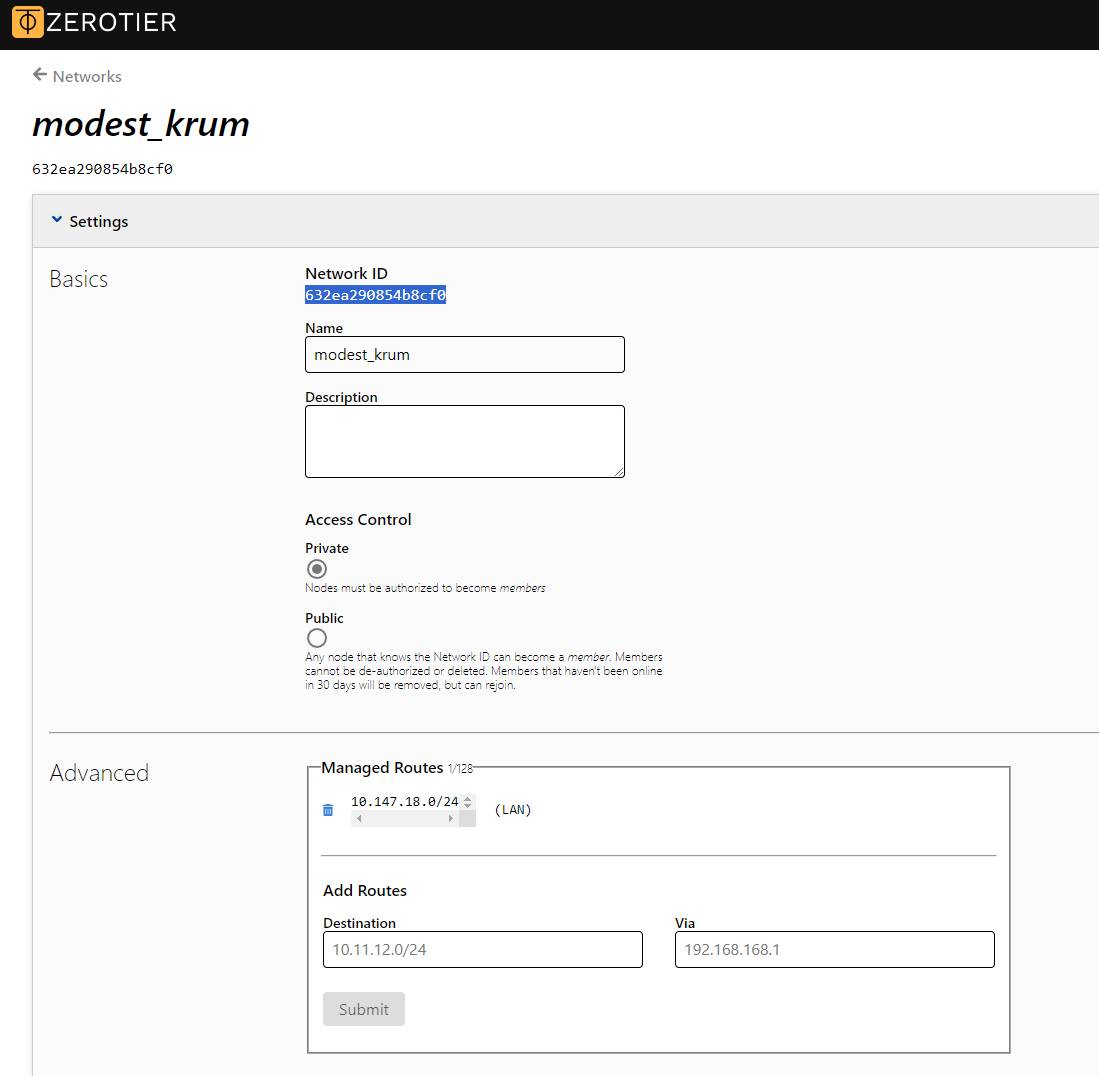 ZEROTIER
Networks
modest_krum
632ea290854b8cf0
Settings
Basics
Network ID
632ea290854b8cf0
Name
modest_krum
Description
Access Control
Private
Nodes must be authorized to become members
Public
Any node that knows the Network ID can become a member. Members
cannot be de-authorized or deleted. Members that haven't been online
in 30 days will be removed, but can rejoin.
Advanced
Managed Routes 1/128
10.147.18.0/24 (LAN)
Add Routes
Destination Via
10.11.12.0/24 192.168.168.1
Submit